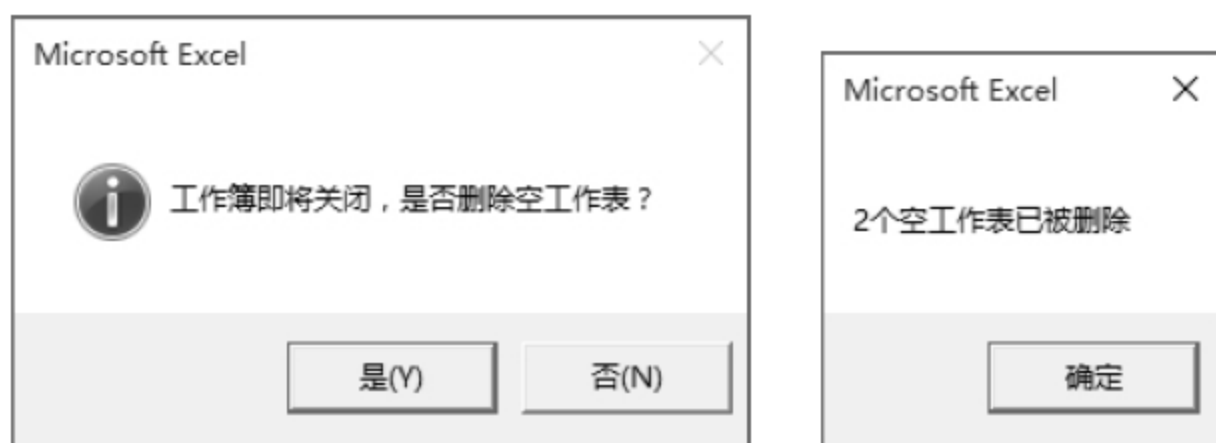 Microsoft Excel
工作簿即将关闭，是否删除空工作表？
是(Y)
否(N)
Microsoft Excel
2个空工作表已被删除
确定